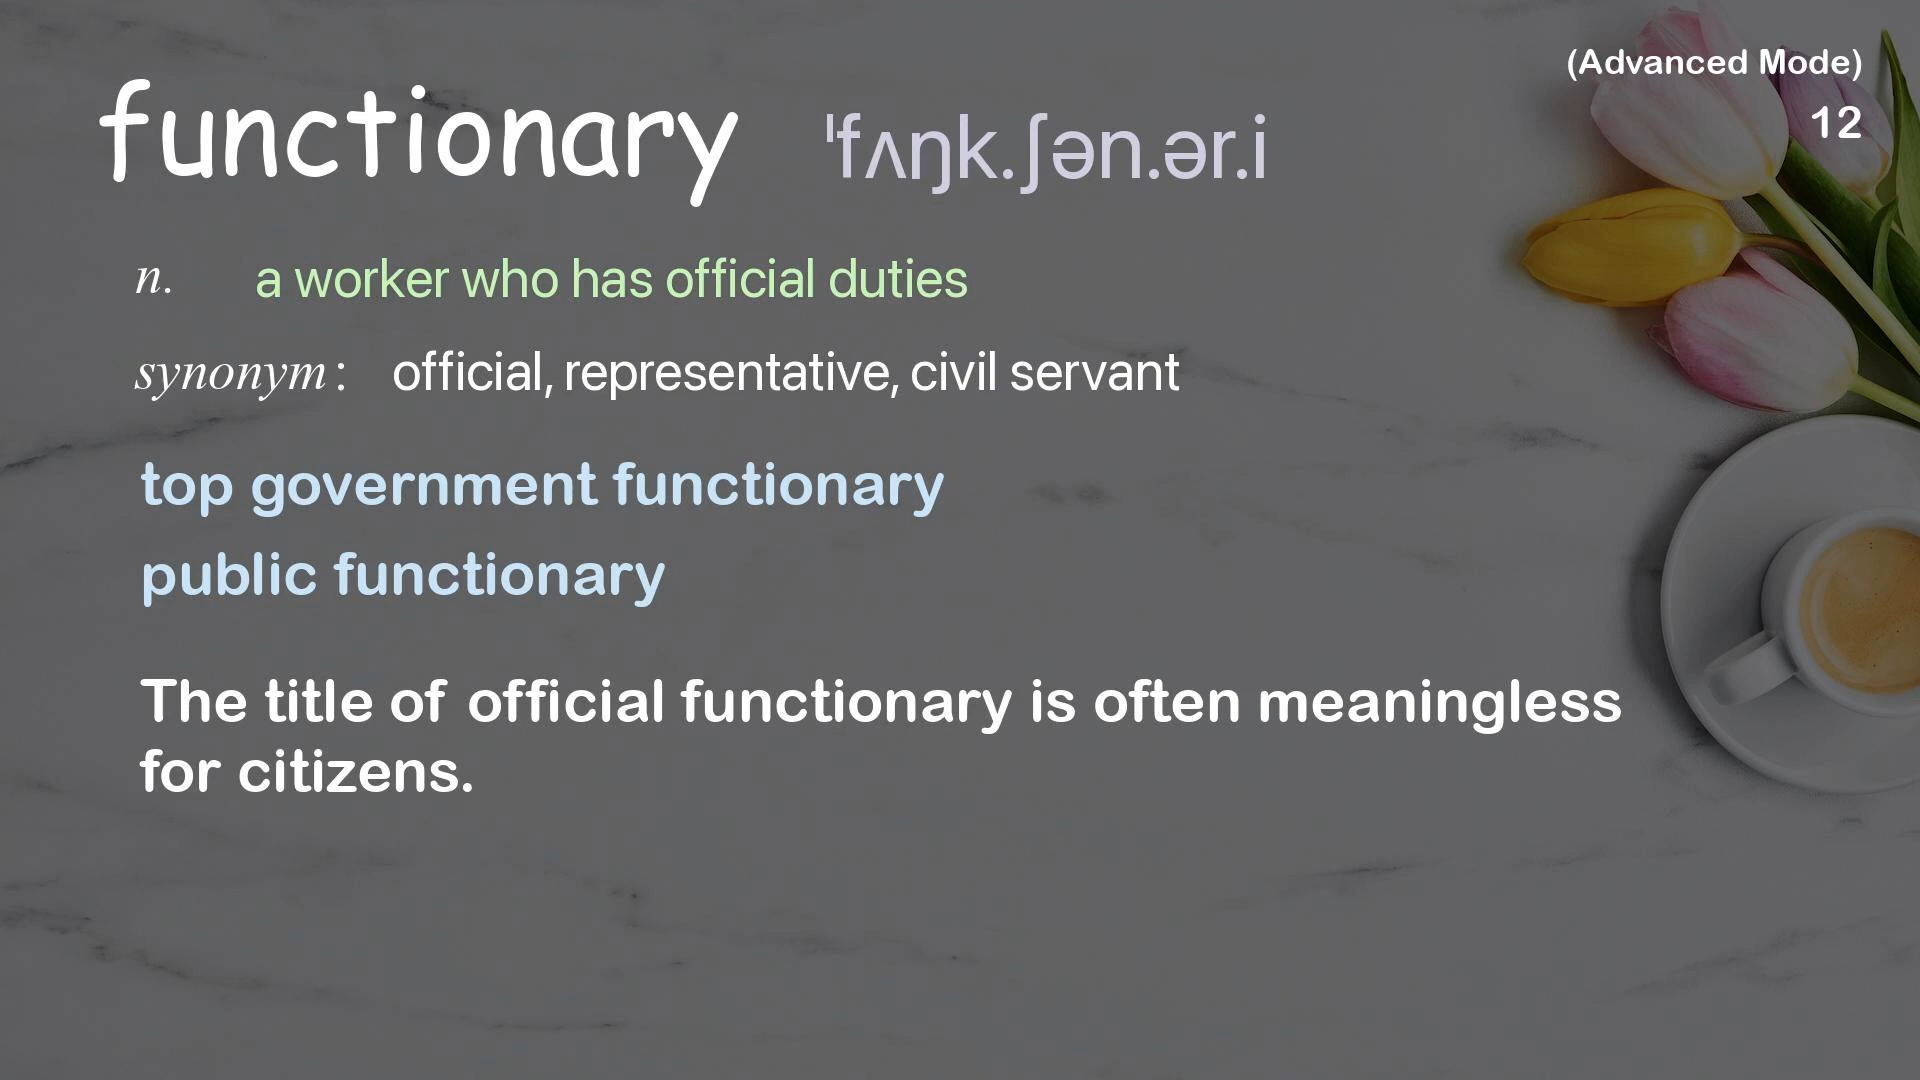 (Advanced Mode)
12
functionary ˈfʌŋk.ʃən.ər.i
n. a worker who has official duties
synonym : official, representative, civil servant
top government functionary
public functionary
The title of official functionary is often meaningless
for citizens.